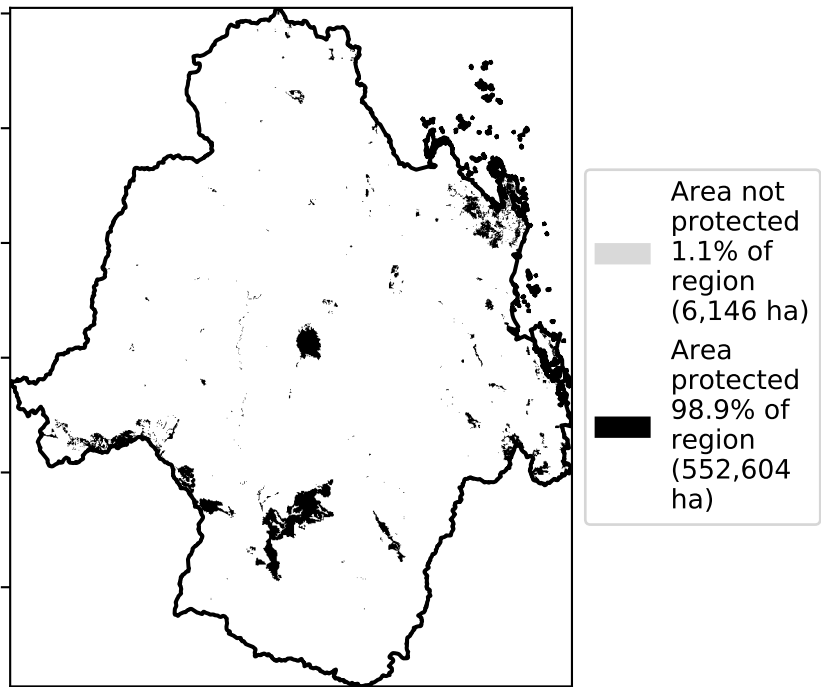 Area not
protected
1.1% of
region
(6,146 ha)
Area
protected
98.9% of
region
(552,604
ha)